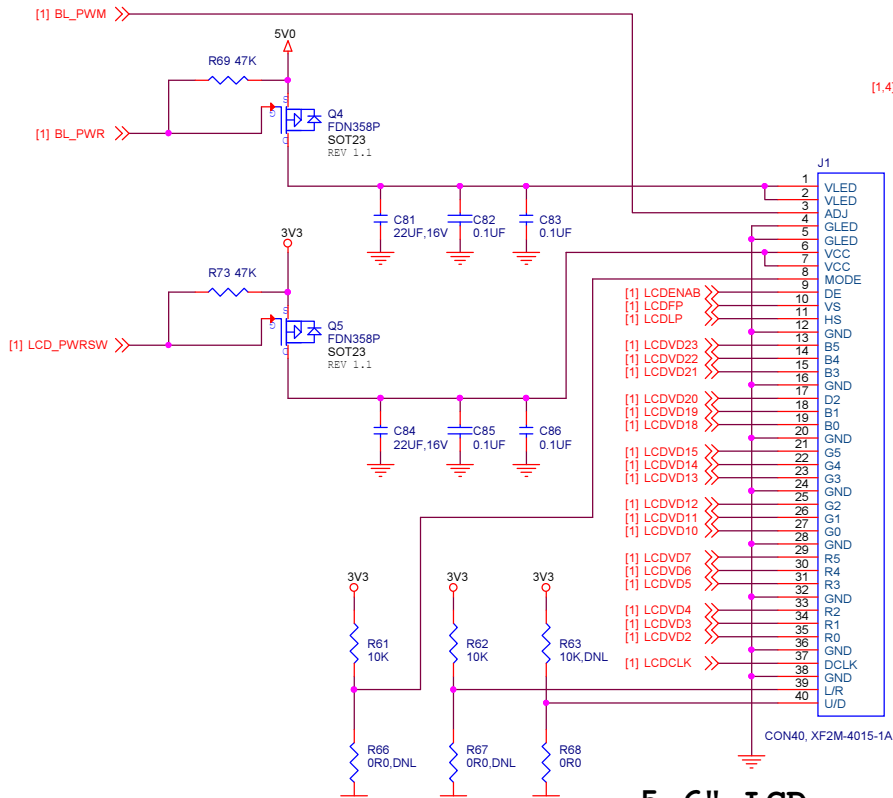 [1] BL_PWM
5V0
R69 47K
[1,4]
[1] BL_PWR
S
G
Q4
FDN358P
SOT23
REV 1.1
J1
C81
22UF,16V
C82
0.1UF
C83
0.1UF
3V3
R73 47K
S
G
Q5
FDN358P
SOT23
REV 1.1
[1] LCD_PWRSW
C84
22UF,16V
C85
0.1UF
C86
0.1UF
1 VLED
2 VLED
3 ADJ
4 GLED
5 GLED
6 VCC
7 VCC
8 MODE
[1] LCDENAB 9 DE
[1] LCDFP 10 VS
[1] LCDLP 11 HS
12 GND
[1] LCDVD23 13 B5
[1] LCDVD22 14 B4
[1] LCDVD21 15 B3
16 GND
[1] LCDVD20 17 D2
[1] LCDVD19 18 B1
[1] LCDVD18 19 B0
20 GND
[1] LCDVD15 21 G5
[1] LCDVD14 22 G4
[1] LCDVD13 23 G3
24 GND
[1] LCDVD12 25 G2
[1] LCDVD11 26 G1
[1] LCDVD10 27 G0
28 GND
[1] LCDVD7 29 R5
[1] LCDVD6 30 R4
[1] LCDVD5 31 R3
32 GND
[1] LCDVD4 33 R2
[1] LCDVD3 34 R1
[1] LCDVD2 35 R0
36 GND
[1] LCDCLK 37 DCLK
38 GND
39 L/R
40 U/D
CON40, XF2M-4015-1A
3V3
3V3
3V3
R61
10K
R62
10K
R63
10K,DNL
R66
0R0,DNL
R67
0R0,DNL
R68
0R0
5.6" LCD